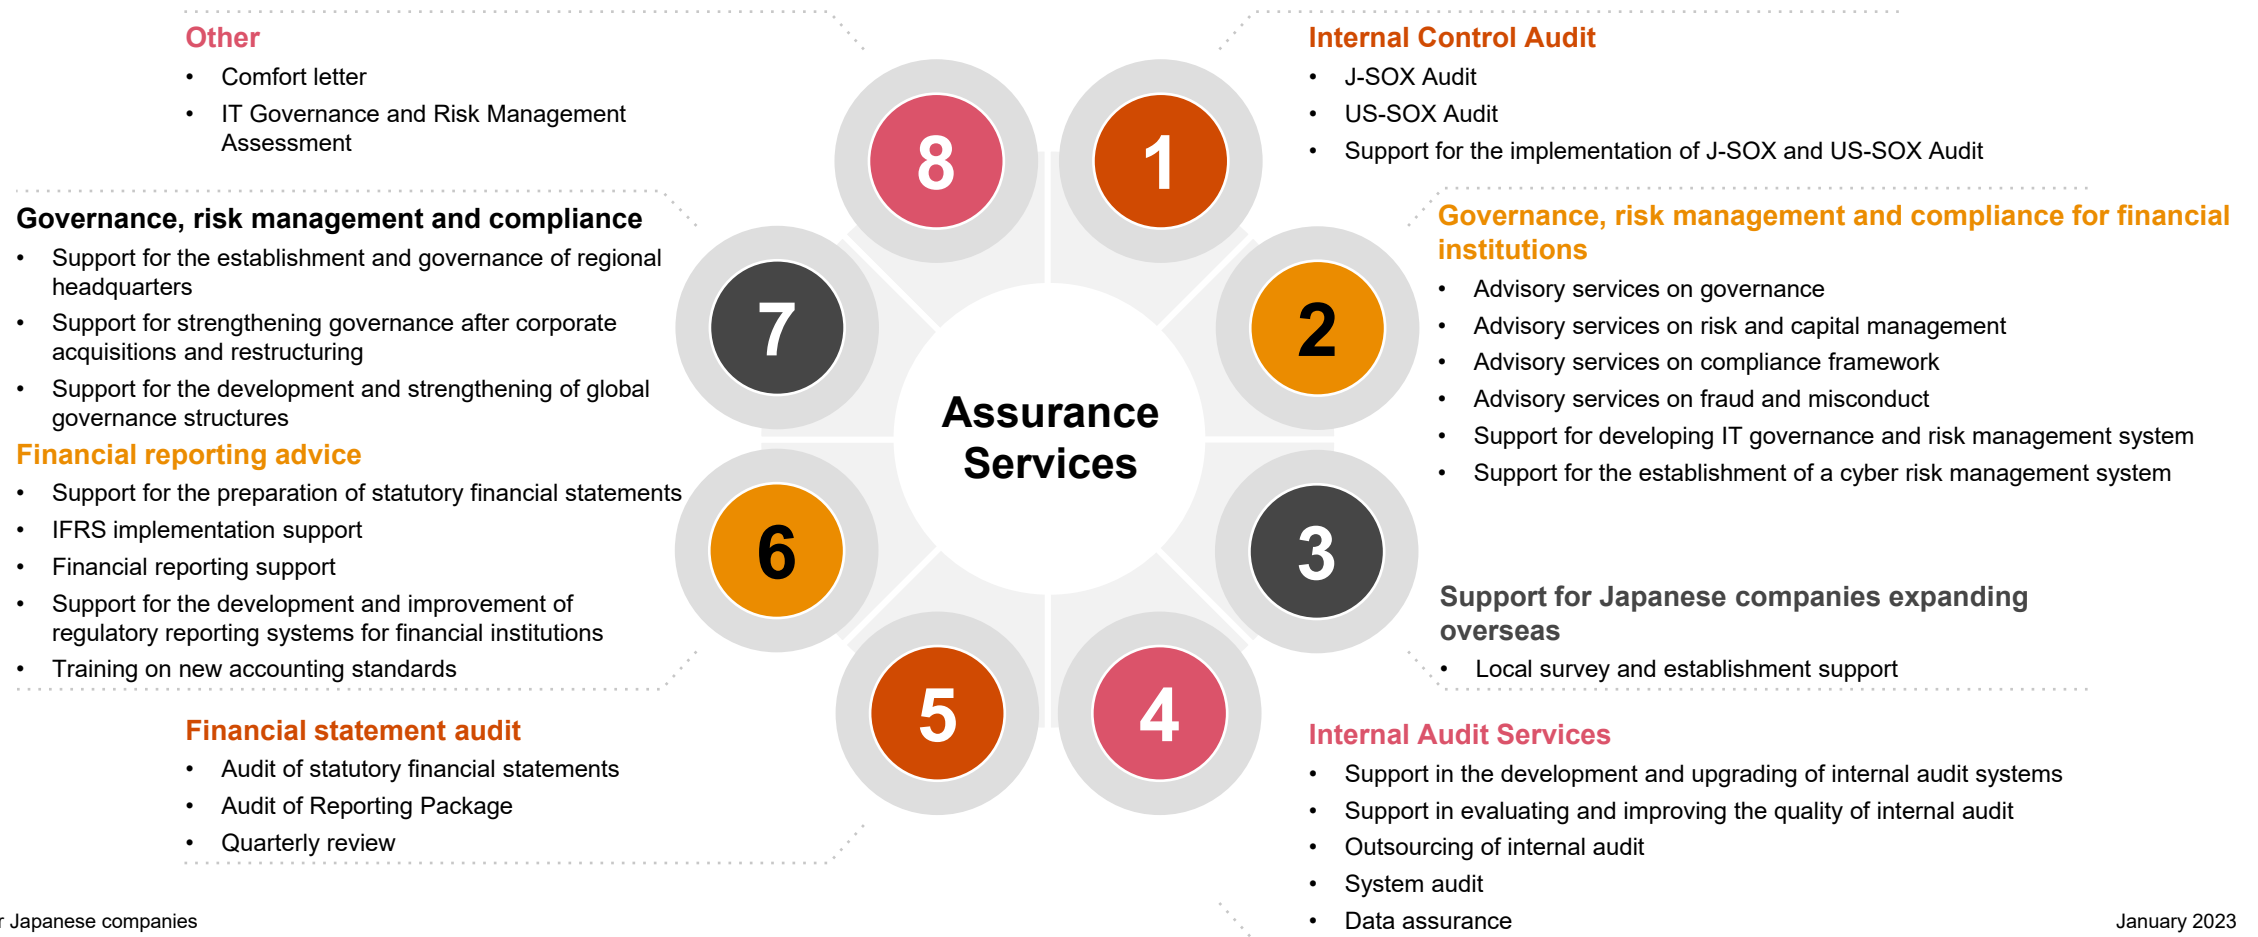 Other
• Comfort letter
• IT Governance and Risk Management
Assessment
Governance, risk management and compliance
• Support for the establishment and governance of regional
headquarters
• Support for strengthening governance after corporate
acquisitions and restructuring
• Support for the development and strengthening of global
governance structures
Financial reporting advice
• Support for the preparation of statutory financial statements
• IFRS implementation support
• Financial reporting support
• Support for the development and improvement of
regulatory reporting systems for financial institutions
• Training on new accounting standards
Financial statement audit
• Audit of statutory financial statements
• Audit of Reporting Package
• Quarterly review
8
1
7
2
Assurance
Services
6
3
5
4
Internal Control Audit
• J-SOX Audit
• US-SOX Audit
• Support for the implementation of J-SOX and US-SOX Audit
Governance, risk management and compliance for financial
institutions
• Advisory services on governance
• Advisory services on risk and capital management
• Advisory services on compliance framework
• Advisory services on fraud and misconduct
• Support for developing IT governance and risk management system
• Support for the establishment of a cyber risk management system
Support for Japanese companies expanding
overseas
• Local survey and establishment support
Internal Audit Services
• Support in the development and upgrading of internal audit systems
• Support in evaluating and improving the quality of internal audit
• Outsourcing of internal audit
• System audit
• Data assurance
r Japanese companies
January 2023